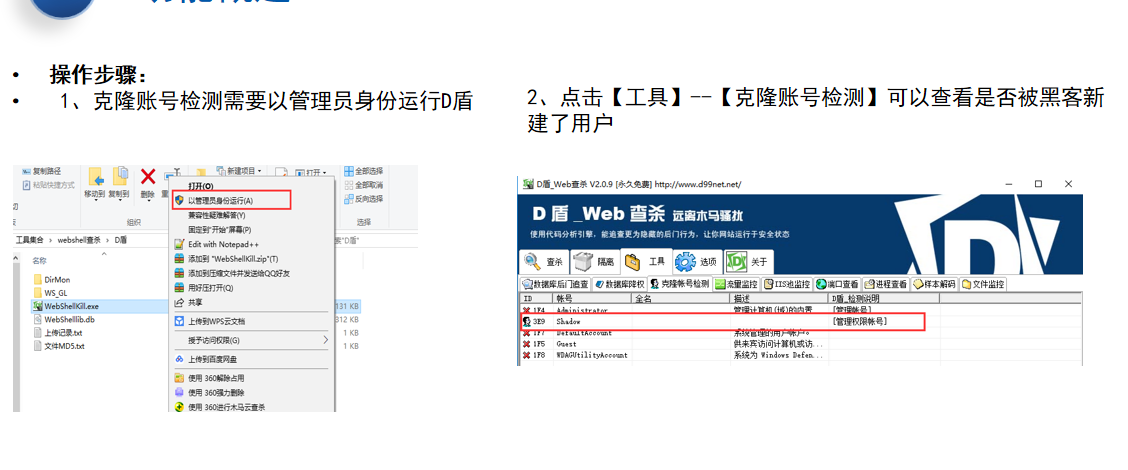 操作步骤：
1、克隆账号检测需要以管理员身份运行D盾
2、点击【工具】--【克隆账号检测】可以查看是否被黑客新
建了用户
复制路径
粘贴快捷方式
移动到 复制到 删除
新建项目
打开
全部选择
全部取消
反向选择
组织
选择
工具集合 > webshell查杀 > D盾
索"D盾"
名称
DirMon
WS_GL
WebShellKill.exe
131 KB
WebShelllib.db
312 KB
上传记录.txt
1 KB
文件MD5.txt
1 KB
打开(O)
以管理员身份运行(A)
兼容性疑难解答(Y)
固定到"开始"屏幕(P)
Edit with Notepad++
添加到 "WebShellKill.zip"(T)
添加到压缩文件并发送给QQ好友
用好压打开(Q)
共享
上传到WPS云文档
授予访问权限(G)
上传到百度网盘
使用 360解除占用
使用 360强力删除
使用 360进行木马云查杀
D盾_Web查杀 V2.0.9 [永久免费] http://www.d99net.net/
D 盾 _Web 查杀 远离木马骚扰
使用代码分析引擎, 能追查更为隐藏的后门行为、让你网站运行于安全状态
查杀 隔离 工具 选项 关于
数据库后门追查 数据库降权 克隆帐号检测 流量监控 IIS池监控 端口查看 进程查看 样本解码 文件监控
ID 帐号 全名 描述 D盾_检测说明
1F4 Administrator 管理计算机(域)的内置 [管理帐号]
3E9 Shadow [管理权限帐号]
1F7 DefaultAccount 系统管理的用户帐户。
1F5 Guest 供来宾访问计算机或访...
1F8 WDAGUtilityAccount 系统为 Windows Defen...